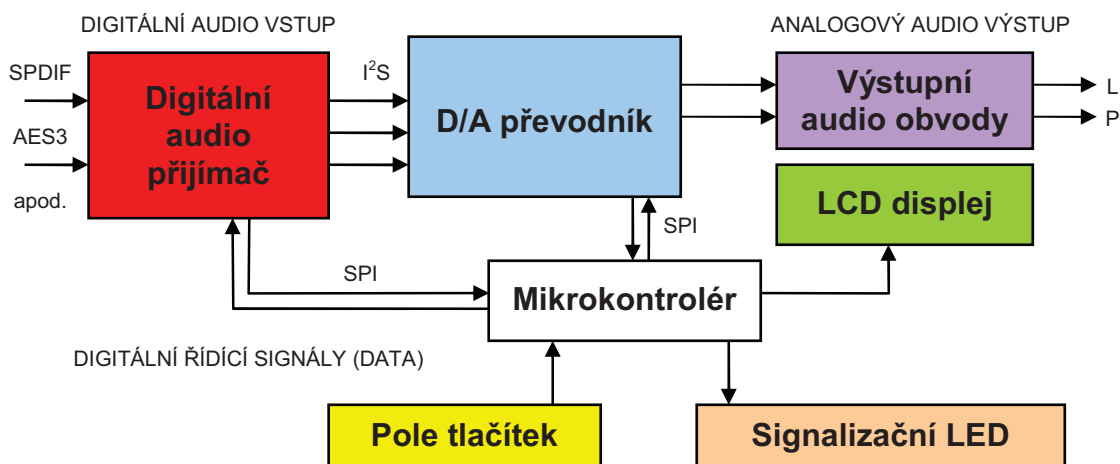 DIGITÁLNÍ AUDIO VSTUP
ANALOGOVÝ AUDIO VÝSTUP
SPDIF
AES3
apod.
Digitální
audio
přijímač
I²S
D/A převodník
Výstupní
audio obvody
L
P
LCD displej
SPI
SPI
Mikrokontrolér
DIGITÁLNÍ ŘÍDÍCÍ SIGNÁLY (DATA)
Pole tlačítek
Signalizační LED